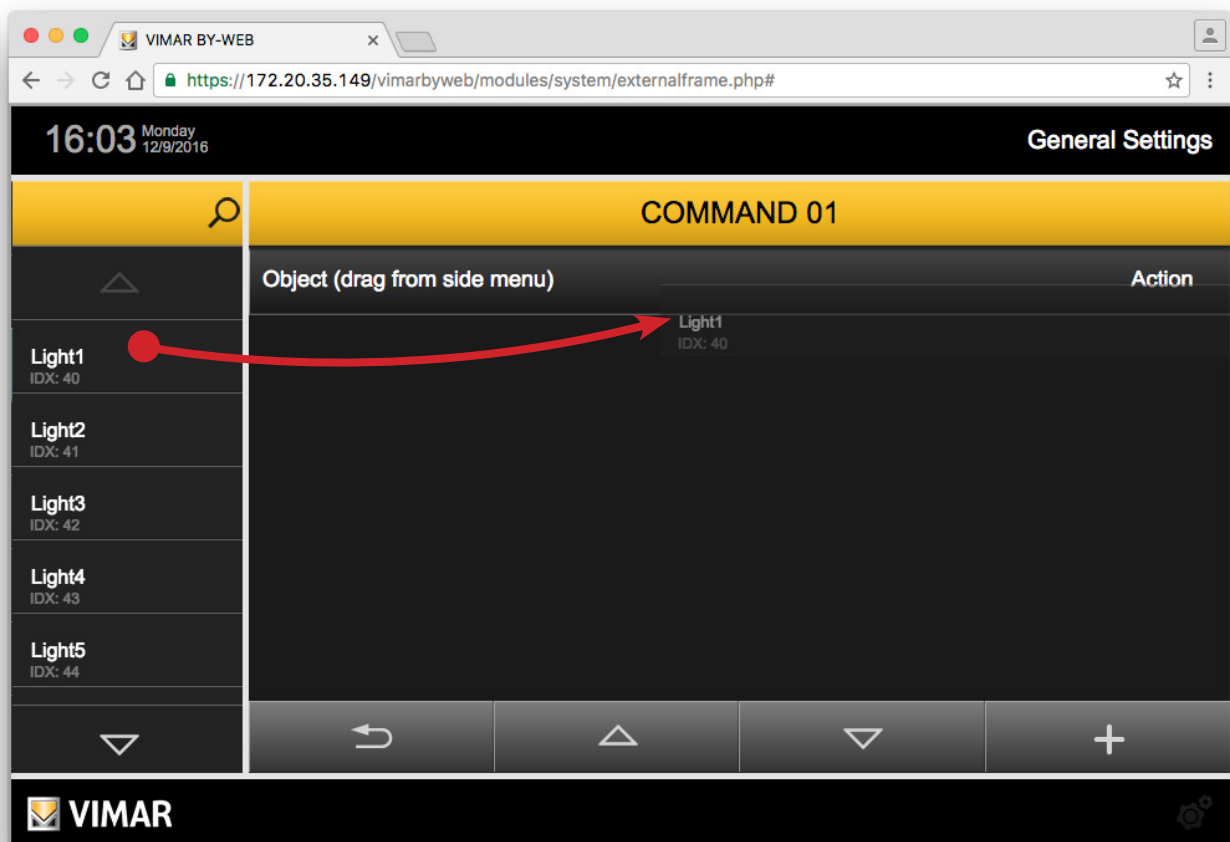 VIMAR BY-WEB
https://172.20.35.149/vimarbyweb/modules/system/externalframe.php#
16:03 Monday
12/9/2016
General Settings
COMMAND 01
Object (drag from side menu)
Action
Light1
IDX: 40
Light1
IDX: 40
Light2
IDX: 41
Light3
IDX: 42
Light4
IDX: 43
Light5
IDX: 44
VIMAR